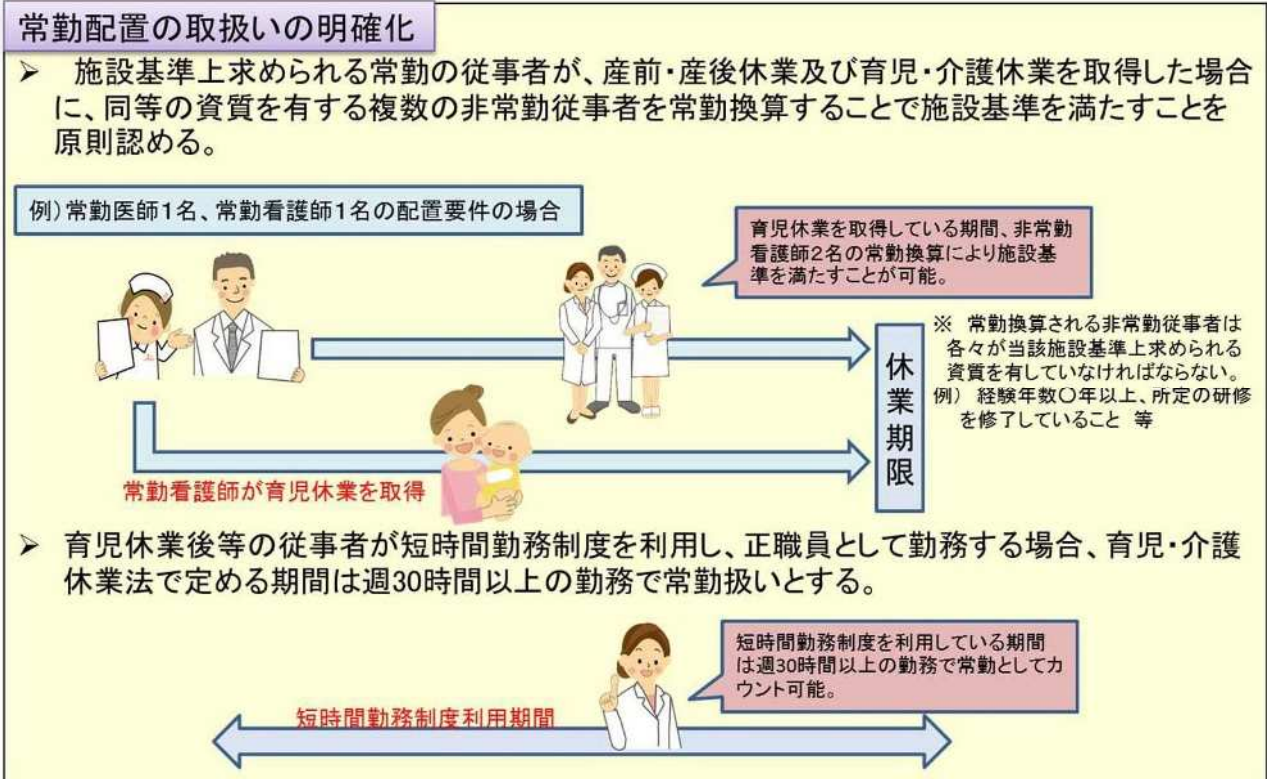 常勤配置の取扱いの明確化
➢ 施設基準上求められる常勤の従事者が、産前・産後休業及び育児・介護休業を取得した場合
に、同等の資質を有する複数の非常勤従事者を常勤換算することで施設基準を満たすことを
原則認める。
例)常勤医師1名、常勤看護師1名の配置要件の場合
育児休業を取得している期間、非常勤
看護師2名の常勤換算により施設基
準を満たすことが可能。
休業期限
※ 常勤換算される非常勤従事者は
各々が当該施設基準上求められる
資質を有していなければならない。
例) 経験年数〇年以上、所定の研修
を修了していること 等
常勤看護師が育児休業を取得
➢ 育児休業後等の従事者が短時間勤務制度を利用し、正職員として勤務する場合、育児・介護
休業法で定める期間は週30時間以上の勤務で常勤扱いとする。
短時間勤務制度を利用している期間
は週30時間以上の勤務で常勤としてカ
ウント可能。
短時間勤務制度利用期間